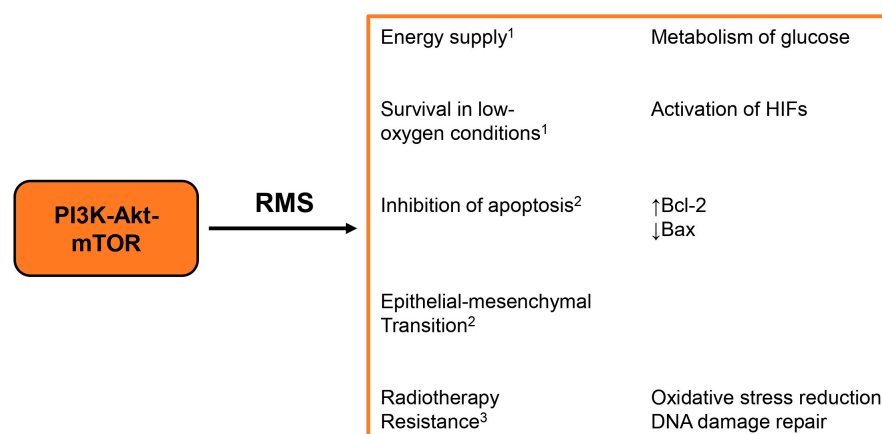 Energy supply¹ Metabolism of glucose
Survival in low- Activation of HIFs
oxygen conditions¹
PI3K-Akt-
mTOR
RMS
Inhibition of apoptosis² ↑Bcl-2
↓Bax
Epithelial-mesenchymal
Transition²
Radiotherapy Oxidative stress reduction
Resistance³ DNA damage repair